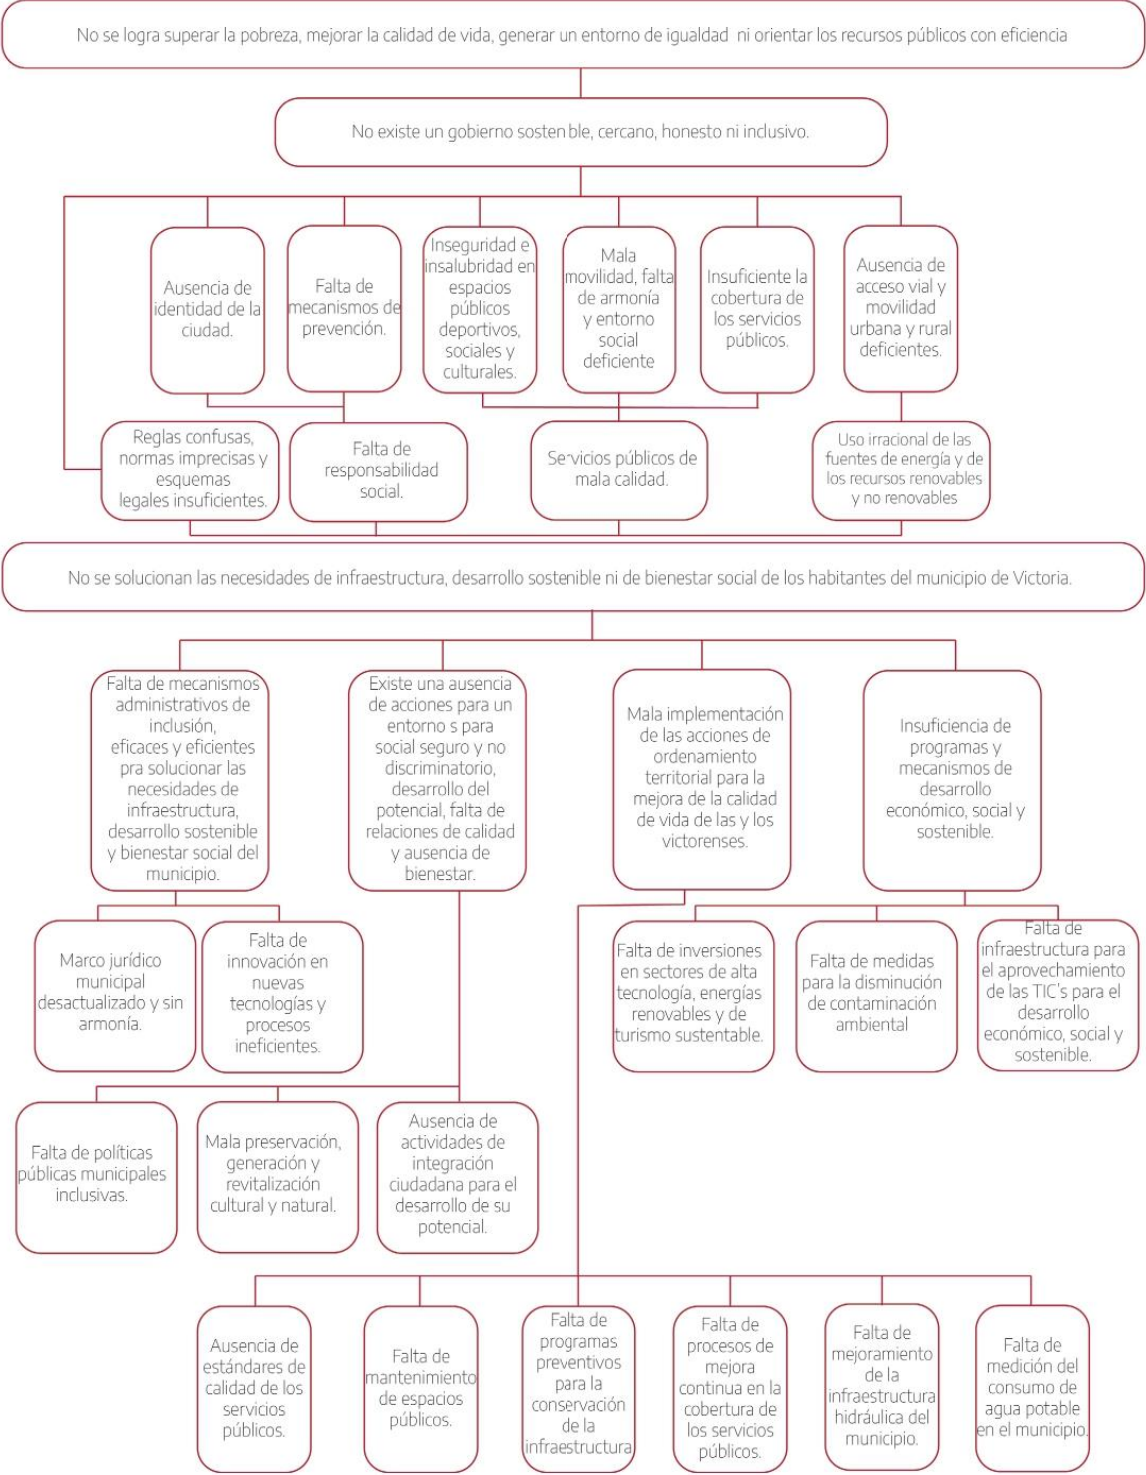 No se logra superar la pobreza, mejorar la calidad de vida, generar un entorno de igualdad ni orientar los recursos públicos con eficiencia
No existe un gobierno sostenible, cercano, honesto ni inclusivo.
Ausencia de
identidad de la
ciudad.
Falta de
mecanismos de
prevención.
Inseguridad e
insalubridad en
espacios
públicos
deportivos,
sociales y
culturales.
Mala
movilidad, falta
de armonía
y entorno
social
deficiente
Insuficiente la
cobertura de
los servicios
públicos.
Ausencia de
acceso vial y
movilidad
urbana y rural
deficientes.
Reglas confusas,
normas imprecisas y
esquemas
legales insuficientes.
Falta de
responsabilidad
social.
Servicios públicos de
mala calidad.
Uso irracional de las
fuentes de energía y de
los recursos renovables
y no renovables
No se solucionan las necesidades de infraestructura, desarrollo sostenible ni de bienestar social de los habitantes del municipio de Victoria.
Falta de mecanismos
administrativos de
inclusión,
eficaces y eficientes
pra solucionar las
necesidades de
infraestructura,
desarrollo sostenible
y bienestar social del
municipio.
Existe una ausencia
de acciones para un
entorno s para
social seguro y no
discriminatorio,
desarrollo del
potencial, falta de
relaciones de calidad
y ausencia de
bienestar.
Mala implementación
de las acciones de
ordenamiento
territorial para la
mejora de la calidad
de vida de las y los
victorenses.
Insuficiencia de
programas y
mecanismos de
desarrollo
económico, social y
sostenible.
Marco jurídico
municipal
desactualizado y sin
armonía.
Falta de
innovación en
nuevas
tecnologías y
procesos
ineficientes.
Falta de inversiones
en sectores de alta
tecnología, energías
renovables y de
turismo sustentable.
Falta de medidas
para la disminución
de contaminación
ambiental
Falta de
infraestructura para
el aprovechamiento
de las TIC's para el
desarrollo
económico, social y
sostenible.
Falta de políticas
públicas municipales
inclusivas.
Mala preservación,
generación y
revitalización
cultural y natural.
Ausencia de
actividades de
integración
ciudadana para el
desarrollo de su
potencial.
Ausencia de
estándares de
calidad de los
servicios
públicos.
Falta de
mantenimiento
de espacios
públicos.
Falta de
programas
preventivos
para la
conservación
de la
infraestructura
Falta de
procesos de
mejora
continua en la
cobertura de
los servicios
públicos.
Falta de
mejoramiento
de la
infraestructura
hidráulica del
municipio.
Falta de
medición del
consumo de
agua potable
en el municipio.